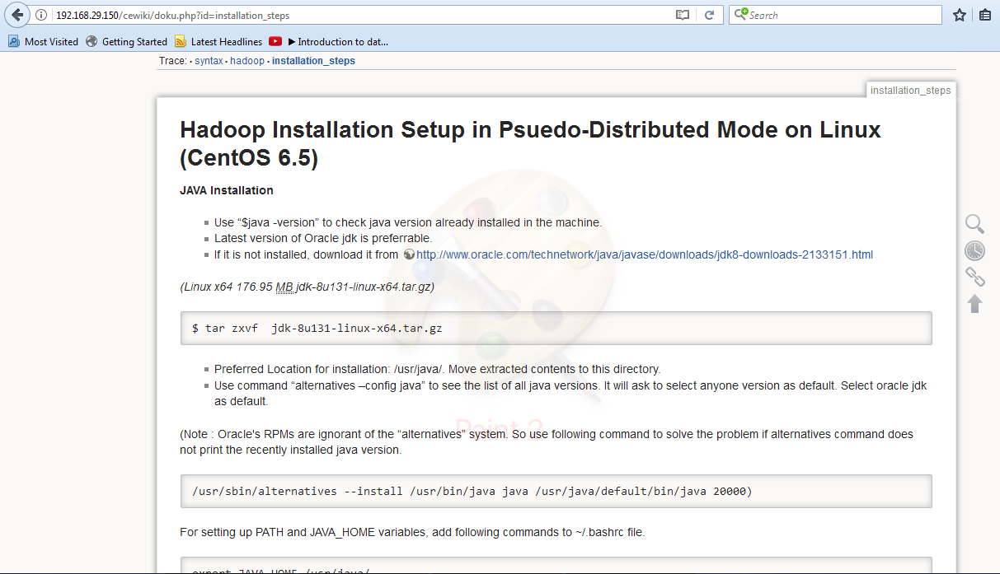 192.168.29.150/cewiki/doku.php?id=installation_steps
Search
Most Visited Getting Started Latest Headlines ▶ Introduction to dat...
Trace: • syntax • hadoop • installation_steps
installation_steps
Hadoop Installation Setup in Psuedo-Distributed Mode on Linux
(CentOS 6.5)
JAVA Installation
Use “$java -version” to check java version already installed in the machine.
Latest version of Oracle jdk is preferrable.
If it is not installed, download it from http://www.oracle.com/technetwork/java/javase/downloads/jdk8-downloads-2133151.html
(Linux x64 176.95 MB jdk-8u131-linux-x64.tar.gz)
$ tar zxvf  jdk-8u131-linux-x64.tar.gz
Preferred Location for installation: /usr/java/. Move extracted contents to this directory.
Use command “alternatives –config java” to see the list of all java versions. It will ask to select anyone version as default. Select oracle jdk
as default.
Point 2
(Note : Oracle's RPMs are ignorant of the “alternatives” system. So use following command to solve the problem if alternatives command does
not print the recently installed java version.
/usr/sbin/alternatives --install /usr/bin/java java /usr/java/default/bin/java 20000)
For setting up PATH and JAVA_HOME variables, add following commands to ~/.bashrc file.
export JAVA_HOME /usr/java/